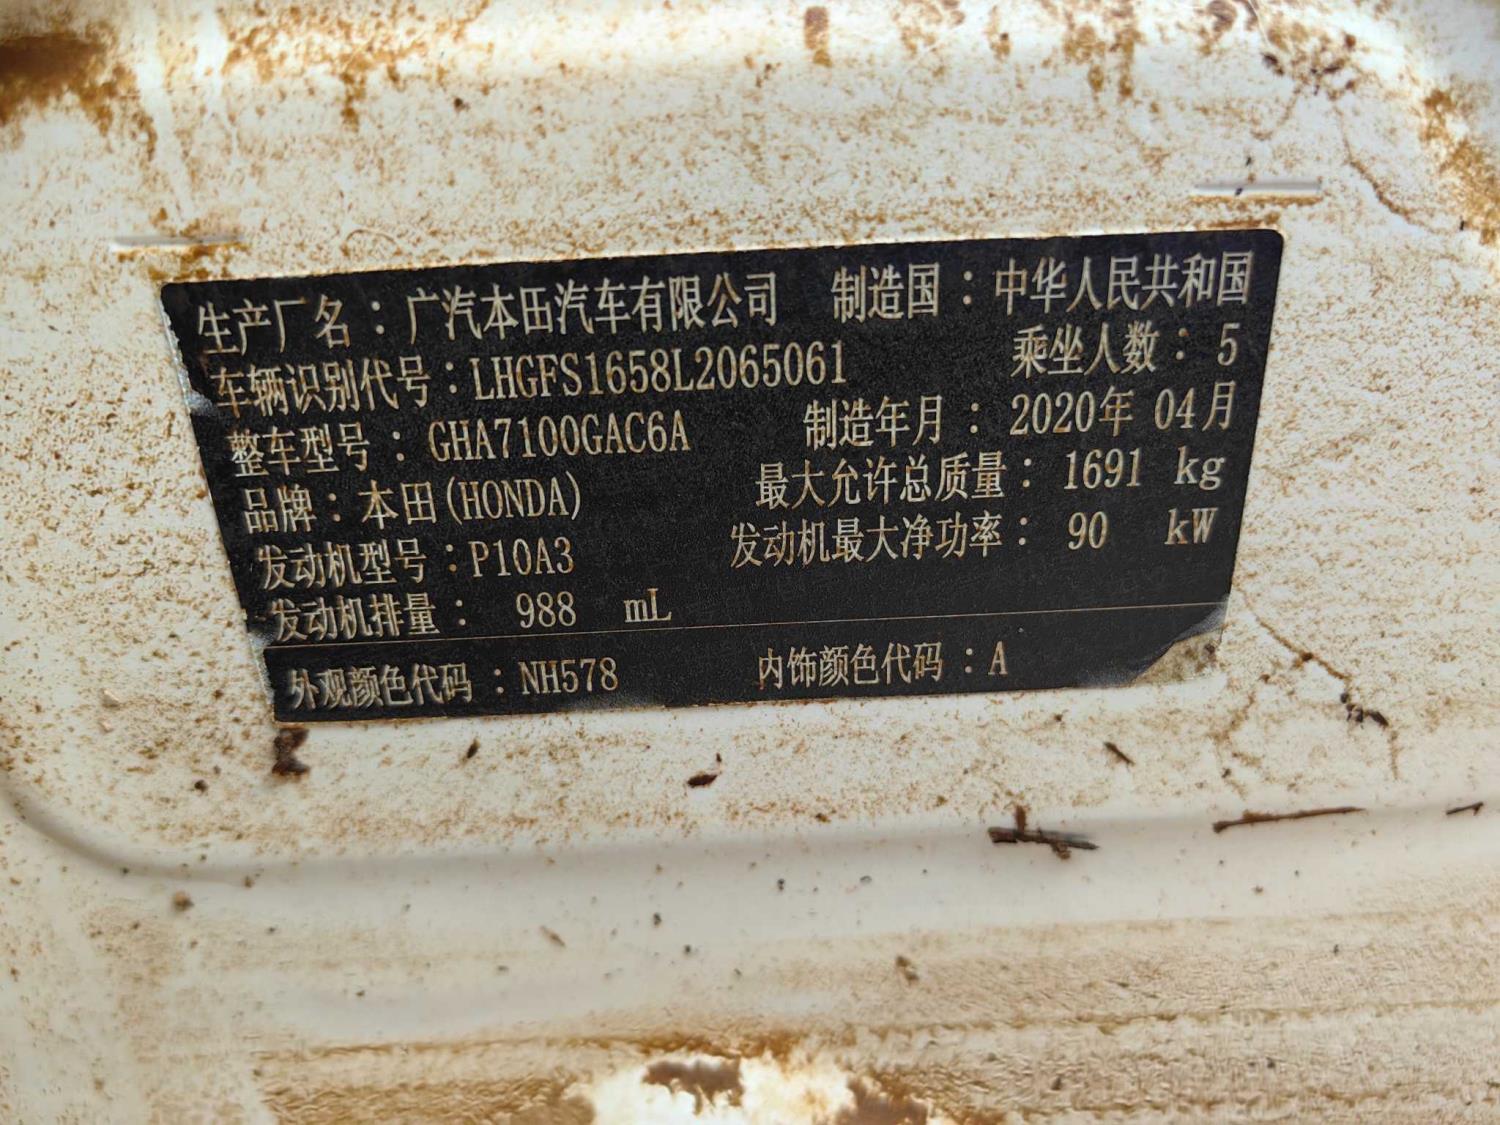 生产厂名：广汽本田汽车有限公司 制造国：中华人民共和国
车辆识别代号：LHGFS1658L2065061 乘坐人数：5
整车型号：GHA7100GAC6A 制造年月：2020年 04月
品牌：本田(HONDA) 最大允许总质量：1691 kg
发动机型号：P10A3 发动机最大净功率：90 kW
发动机排量：988 mL
外观颜色代码：NH578 内饰颜色代码：A